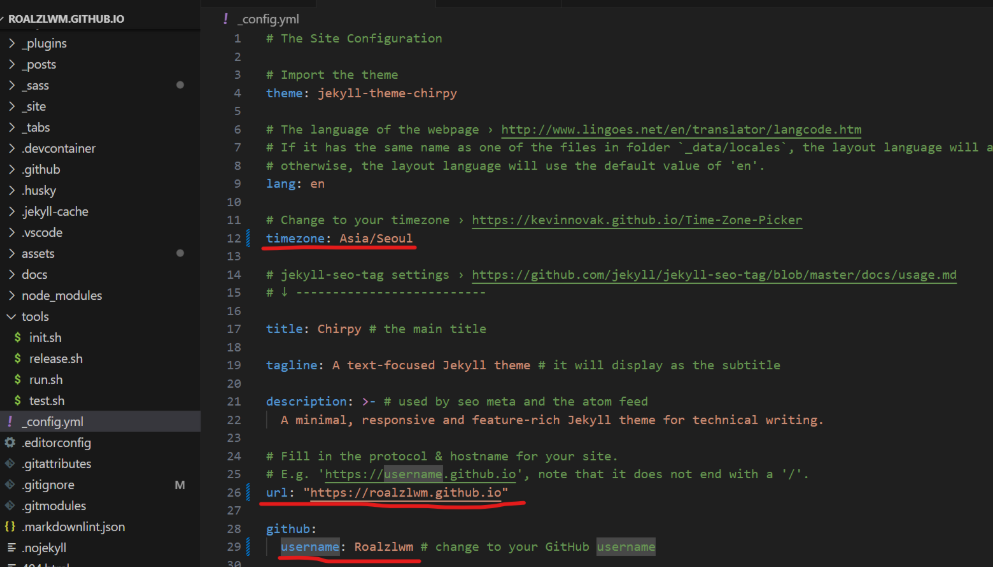 ROALZLWM.GITHUB.IO
_plugins
_posts
_sass
_site
_tabs
.devcontainer
.github
.husky
.jekyll-cache
.vscode
assets
docs
node_modules
tools
$ init.sh
$ release.sh
$ run.sh
$ test.sh
! _config.yml
.editorconfig
.gitattributes
.gitignore M
.gitmodules
{} .markdownlint.json
.nojekyll
! _config.yml
1 # The Site Configuration
2
3 # Import the theme
4 theme: jekyll-theme-chirpy
5
6 # The language of the webpage › http://www.lingoes.net/en/translator/langcode.htm
7 # If it has the same name as one of the files in folder `_data/locales`, the layout language will a
8 # otherwise, the layout language will use the default value of 'en'.
9 lang: en
10
11 # Change to your timezone › https://kevinnovak.github.io/Time-Zone-Picker
12 timezone: Asia/Seoul
13
14 # jekyll-seo-tag settings › https://github.com/jekyll/jekyll-seo-tag/blob/master/docs/usage.md
15 # ↓ --------------------------
16
17 title: Chirpy # the main title
18
19 tagline: A text-focused Jekyll theme # it will display as the subtitle
20
21 description: >- # used by seo meta and the atom feed
22 A minimal, responsive and feature-rich Jekyll theme for technical writing.
23
24 # Fill in the protocol & hostname for your site.
25 # E.g. 'https://username.github.io', note that it does not end with a '/'.
26 url: "https://roalzlwm.github.io"
27
28 github:
29 username: Roalzlwm # change to your GitHub username
30